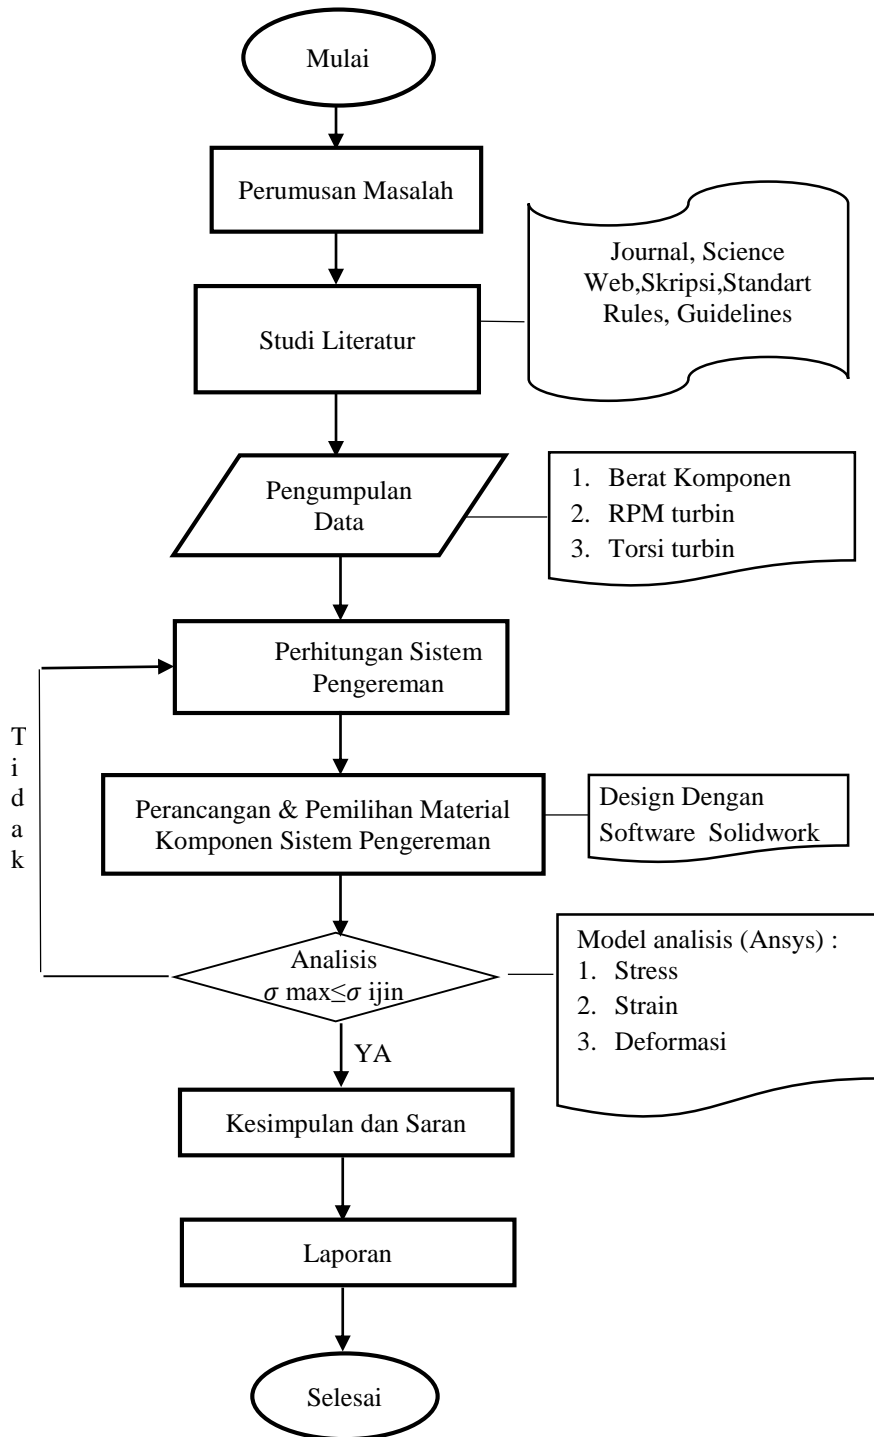 Mulai
Perumusan Masalah
Journal, Science
Web,Skripsi,Standart
Rules, Guidelines
Studi Literatur
Pengumpulan
Data
1. Berat Komponen
2. RPM turbin
3. Torsi turbin
Perhitungan Sistem
Pengereman
T
i
d
a
k
Perancangan & Pemilihan Material
Komponen Sistem Pengereman
Design Dengan
Software Solidwork
Analisis
σ max≤σ ijin
Model analisis (Ansys) :
1. Stress
2. Strain
3. Deformasi
YA
Kesimpulan dan Saran
Laporan
Selesai